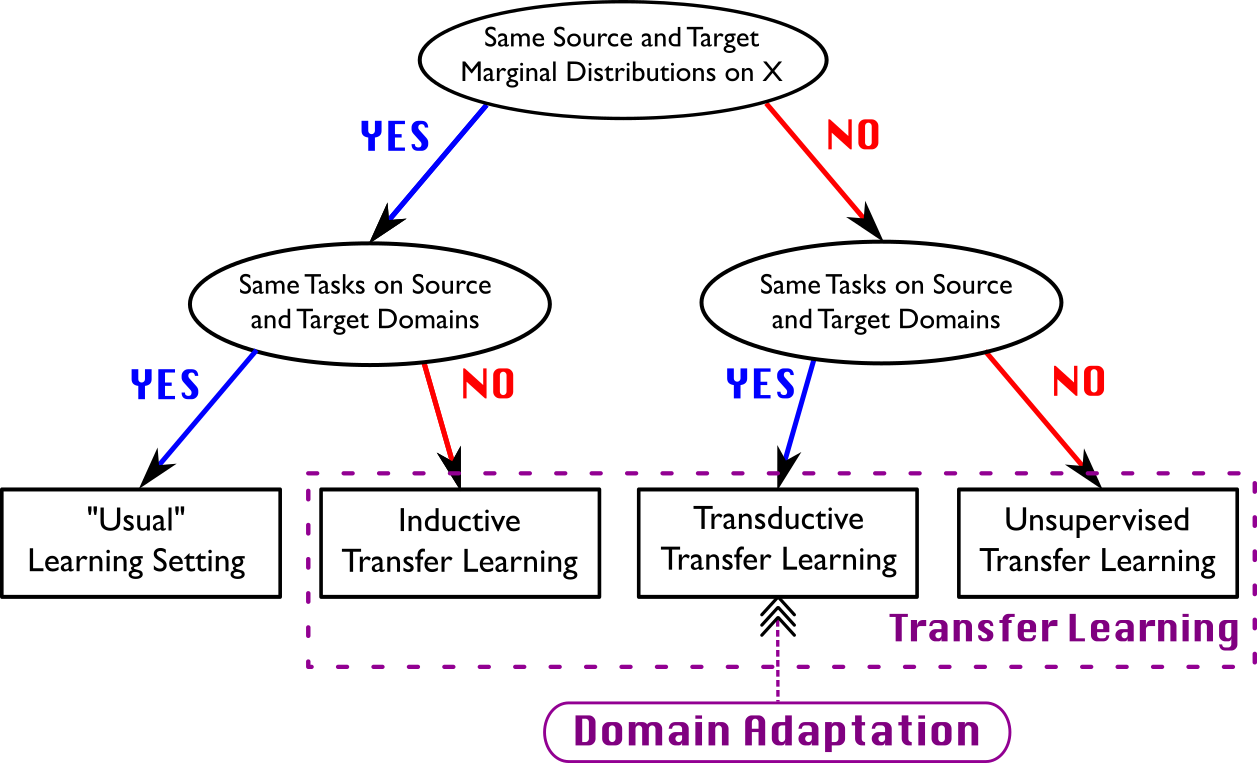 Same Source and Target
Marginal Distributions on X
YES
NO
Same Tasks on Source
and Target Domains
Same Tasks on Source
and Target Domains
YES
NO
YES
NO
"Usual"
Learning Setting
Inductive
Transfer Learning
Transductive
Transfer Learning
Unsupervised
Transfer Learning
Transfer Learning
Domain Adaptation